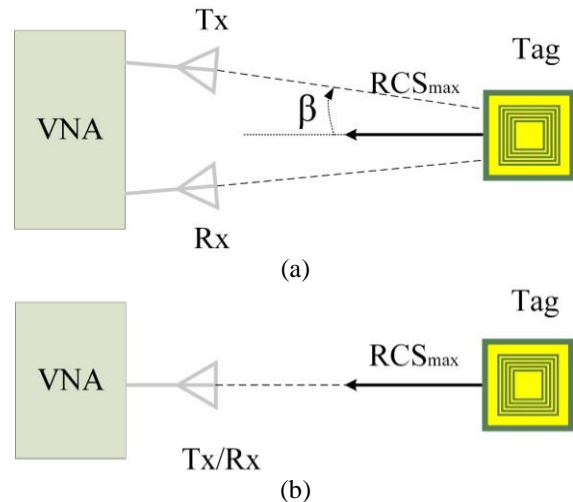 Tx
Tag
RCSmax
VNA
β
Rx
(a)
Tag
RCSmax
VNA
Tx/Rx
(b)